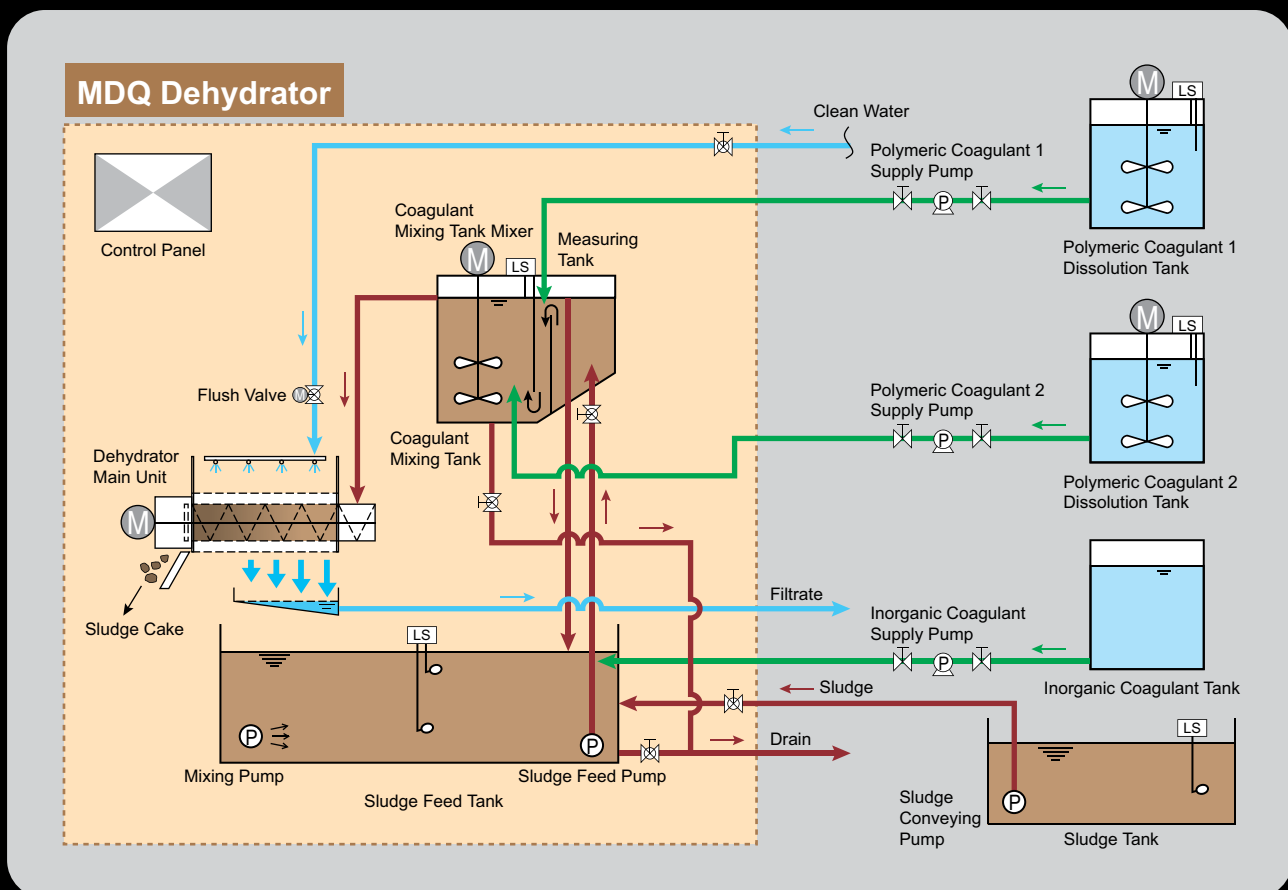 MDQ Dehydrator
Control Panel
Clean Water
Polymeric Coagulant 1
Supply Pump
M
LS
P
Polymeric Coagulant 1
Dissolution Tank
Coagulant
Mixing Tank Mixer
M
LS
Measuring
Tank
Flush Valve
M
Coagulant
Mixing Tank
Polymeric Coagulant 2
Supply Pump
P
M
LS
Polymeric Coagulant 2
Dissolution Tank
Dehydrator
Main Unit
M
Sludge Cake
Filtrate
Inorganic Coagulant
Supply Pump
P
Inorganic Coagulant Tank
LS
P
Mixing Pump
P
Sludge Feed Pump
Sludge Feed Tank
Sludge
Drain
LS
P
Sludge
Conveying
Pump
Sludge Tank